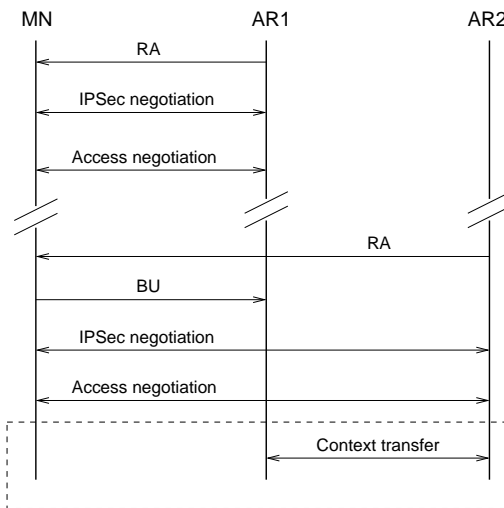 MN AR1 AR2
RA
IPSec negotiation
Access negotiation
RA
BU
IPSec negotiation
Access negotiation
Context transfer